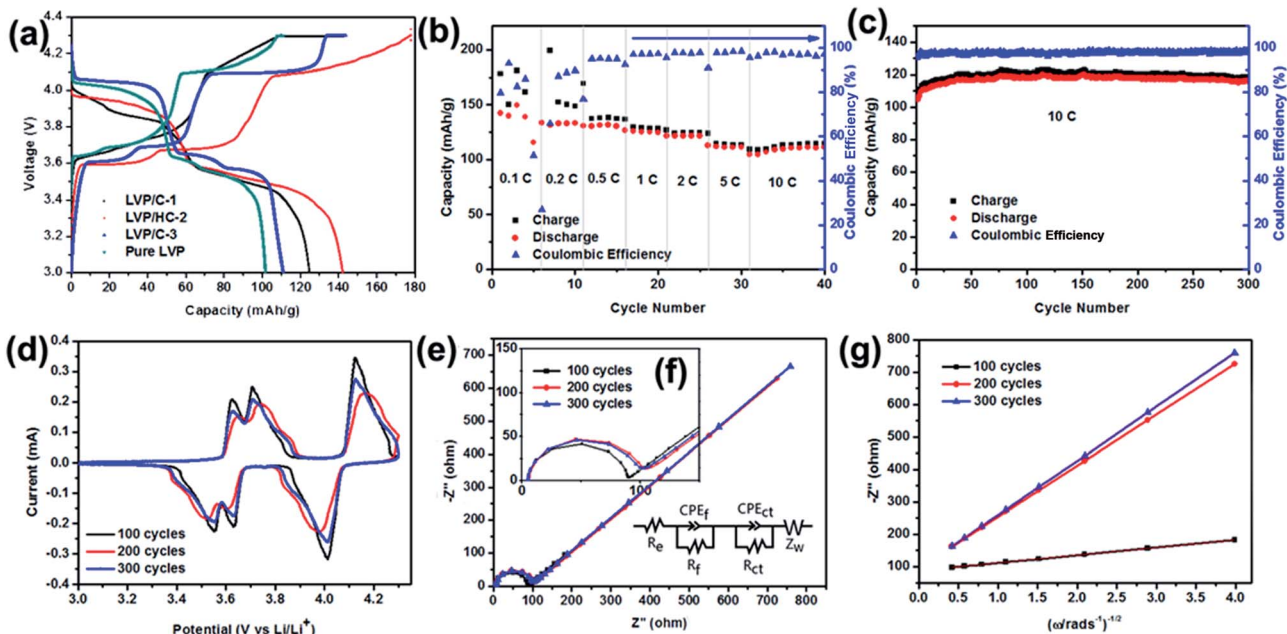 (a)
4.3
4.2
4.0
3.8
3.6
3.4
3.2
3.0
Voltage (V)
LVP/C-1
LVP/HC-2
LVP/C-3
Pure LVP
0 20 40 60 80 100 120 140 160 180
Capacity (mAh/g)
(b)
200
150
100
50
0
Capacity (mAh/g)
0.1 C 0.2 C 0.5 C 1 C 2 C 5 C 10 C
Charge
Discharge
Coulombic Efficiency
0 10 20 30 40
Cycle Number
100
80
60
40
20
0
Coulombic Efficiency (%)
(c)
140
120
100
80
60
40
20
0
Capacity (mAh/g)
10 C
Charge
Discharge
Coulombic Efficiency
0 50 100 150 200 250 300
Cycle Number
100
80
60
40
20
0
Coulombic Efficiency (%)
(d)
0.4
0.3
0.2
0.1
0.0
-0.1
-0.2
-0.3
-0.4
Current (mA)
100 cycles
200 cycles
300 cycles
3.0 3.3 3.6 3.9 4.2
Potential (V vs Li/Li⁺)
(e)
700
600
500
400
300
200
100
0
-Z'' (ohm)
150
100
50
0
0 100
100 cycles
200 cycles
300 cycles
(f)
CPEf CPEct
Re Rf Rct Zw
0 100 200 300 400 500 600 700 800
Z'' (ohm)
(g)
800
700
600
500
400
300
200
100
-Z'' (ohm)
100 cycles
200 cycles
300 cycles
0.0 0.5 1.0 1.5 2.0 2.5 3.0 3.5 4.0
(ω/rads⁻¹)⁻¹/²